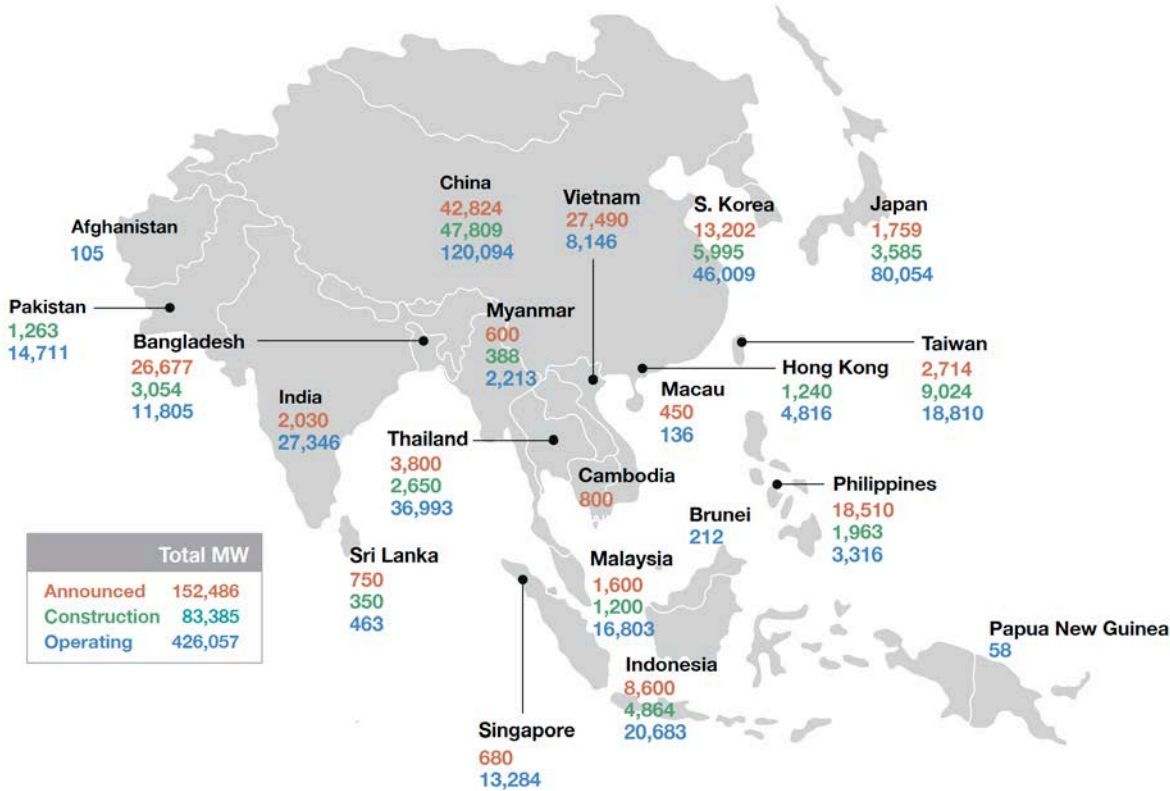 China
42,824
47,809
120,094
Vietnam
27,490
8,146
S. Korea
13,202
5,995
46,009
Japan
1,759
3,585
80,054
Afghanistan
105
Pakistan
1,263
14,711
Bangladesh
26,677
3,054
11,805
Myanmar
600
388
2,213
India
2,030
27,346
Thailand
3,800
2,650
36,993
Macau
450
136
Hong Kong
1,240
4,816
Taiwan
2,714
9,024
18,810
Cambodia
800
Philippines
18,510
1,963
3,316
Brunei
212
Total MW
Announced 152,486
Construction 83,385
Operating 426,057
Sri Lanka
750
350
463
Malaysia
1,600
1,200
16,803
Papua New Guinea
58
Indonesia
8,600
4,864
20,683
Singapore
680
13,284